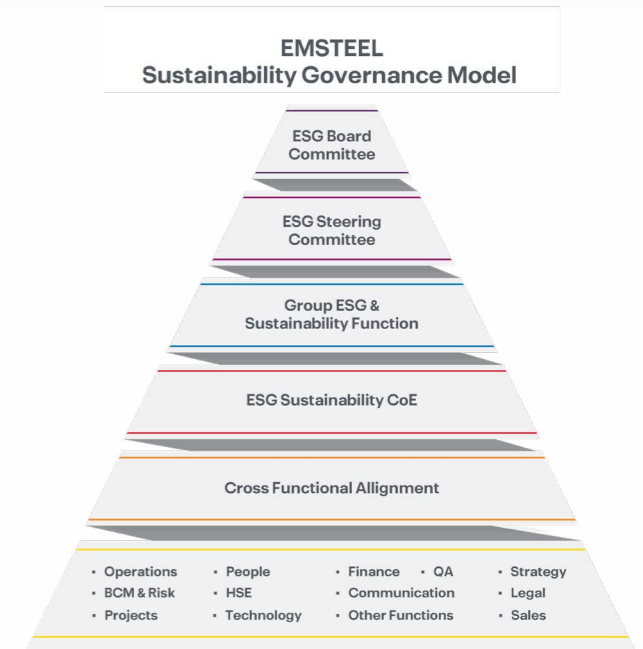 EMSTEEL
Sustainability Governance Model
ESG Board
Committee
ESG Steering
Committee
Group ESG &
Sustainability Function
ESG Sustainability CoE
Cross Functional Allignment
▪ Operations ▪ People ▪ Finance ▪ QA ▪ Strategy
▪ BCM & Risk ▪ HSE ▪ Communication ▪ Legal
▪ Projects ▪ Technology ▪ Other Functions ▪ Sales